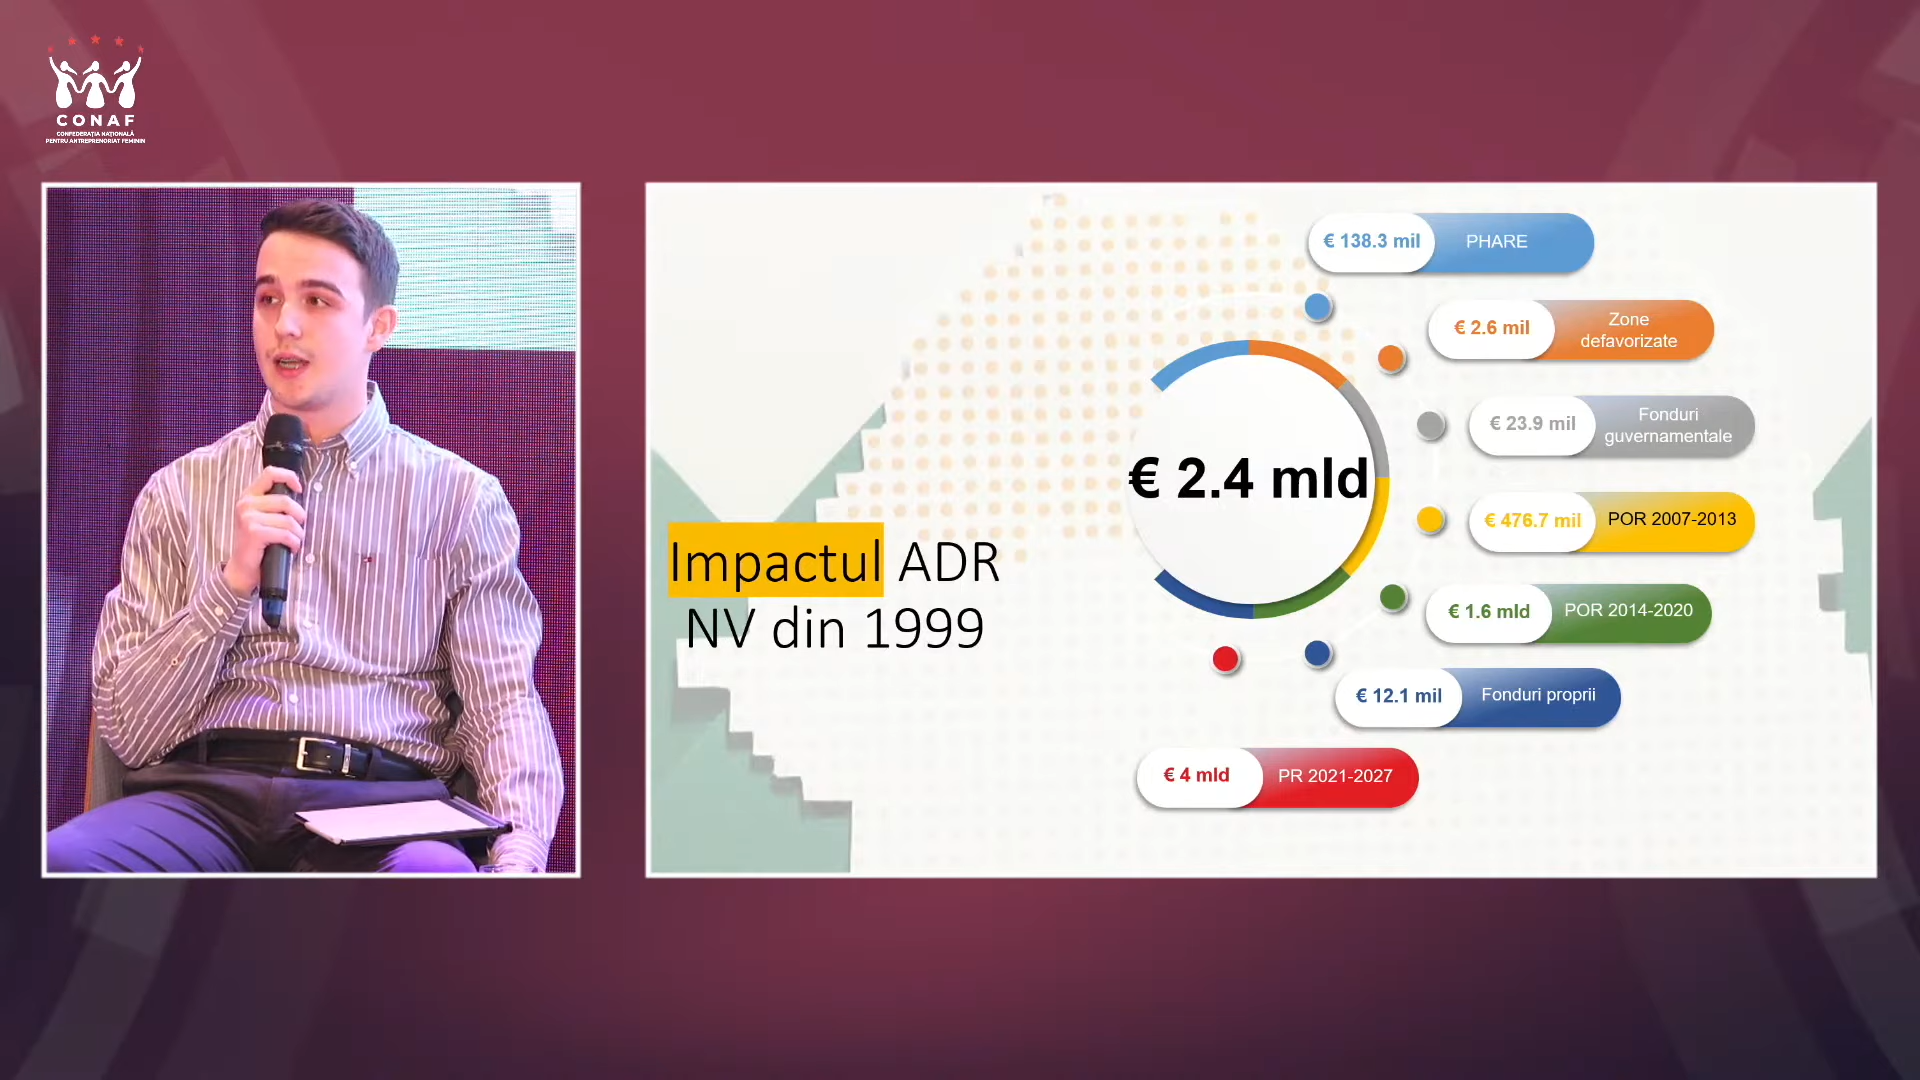 CONAF
CONFEDERAȚIA NAȚIONALĂ
PENTRU ANTREPRENORIAT FEMININ
Impactul ADR
NV din 1999
€ 2.4 mld
€ 138.3 mil PHARE
€ 2.6 mil Zone
defavorizate
€ 23.9 mil Fonduri
guvernamentale
€ 476.7 mil POR 2007-2013
€ 1.6 mld POR 2014-2020
€ 12.1 mil Fonduri proprii
€ 4 mld PR 2021-2027